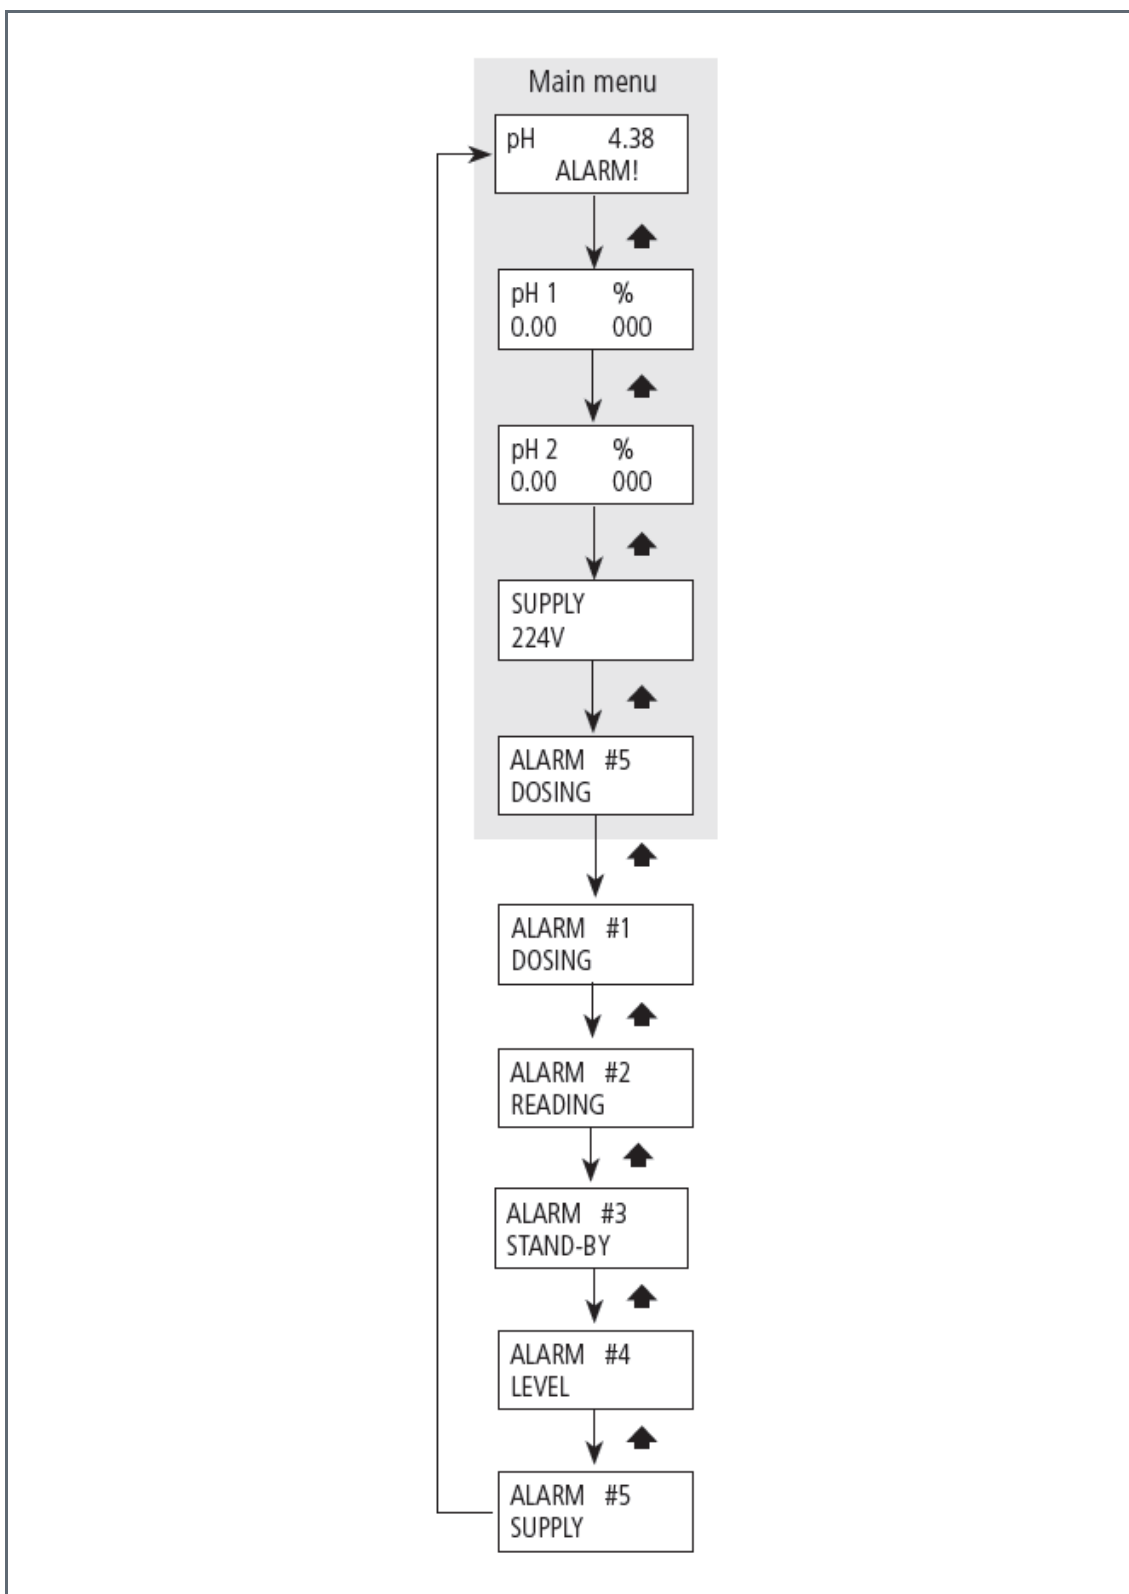 Main menu
pH 4.38
ALARM!
pH 1 %
0.00 000
pH 2 %
0.00 000
SUPPLY
224V
ALARM #5
DOSING
ALARM #1
DOSING
ALARM #2
READING
ALARM #3
STAND-BY
ALARM #4
LEVEL
ALARM #5
SUPPLY